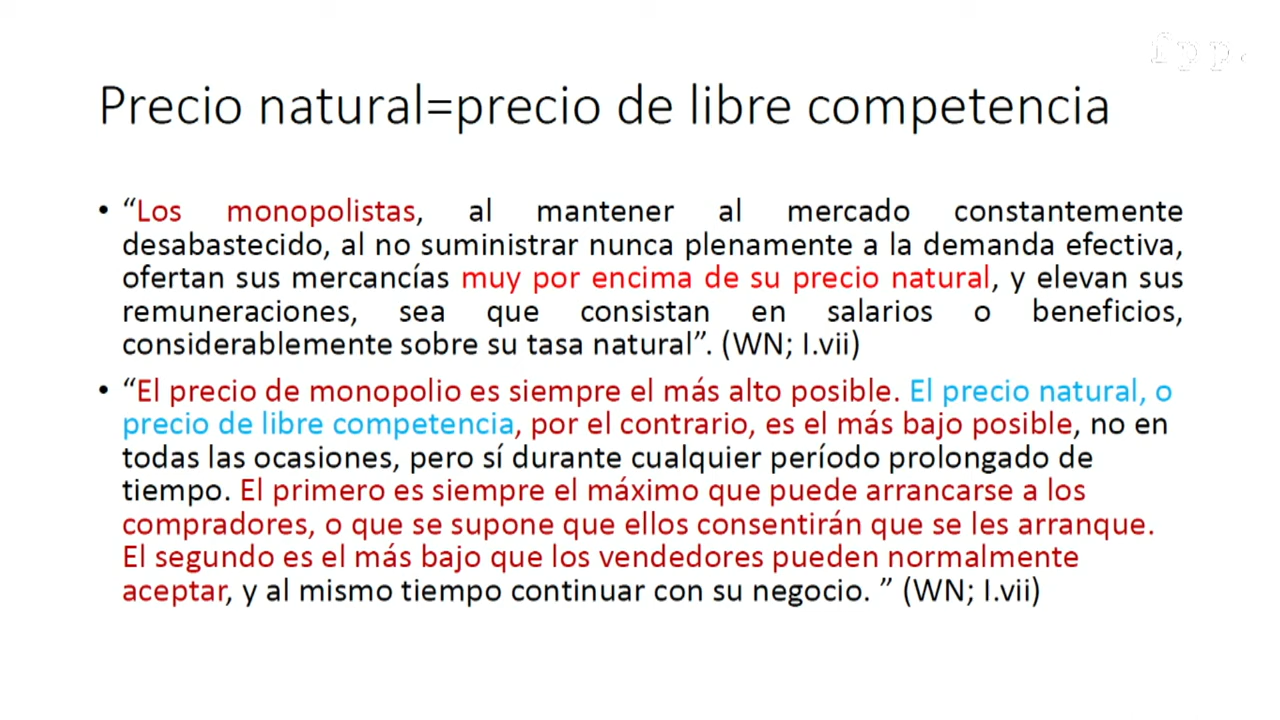 fpp.
Precio natural=precio de libre competencia
• “Los monopolistas, al mantener al mercado constantemente
desabastecido, al no suministrar nunca plenamente a la demanda efectiva,
ofertan sus mercancías muy por encima de su precio natural, y elevan sus
remuneraciones, sea que consistan en salarios o beneficios,
considerablemente sobre su tasa natural”. (WN; I.vii)
• “El precio de monopolio es siempre el más alto posible. El precio natural, o
precio de libre competencia, por el contrario, es el más bajo posible, no en
todas las ocasiones, pero sí durante cualquier período prolongado de
tiempo. El primero es siempre el máximo que puede arrancarse a los
compradores, o que se supone que ellos consentirán que se les arranque.
El segundo es el más bajo que los vendedores pueden normalmente
aceptar, y al mismo tiempo continuar con su negocio. ” (WN; I.vii)